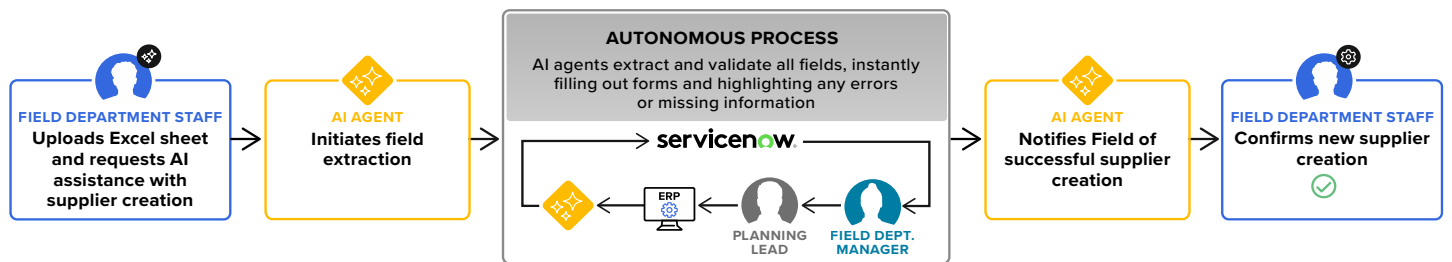 FIELD DEPARTMENT STAFF
Uploads Excel sheet
and requests AI
assistance with
supplier creation
AI AGENT
Initiates field
extraction
AUTONOMOUS PROCESS
AI agents extract and validate all fields, instantly
filling out forms and highlighting any errors
or missing information
servicenow
ERP
PLANNING
LEAD
FIELD DEPT.
MANAGER
AI AGENT
Notifies Field of
successful supplier
creation
FIELD DEPARTMENT STAFF
Confirms new supplier
creation